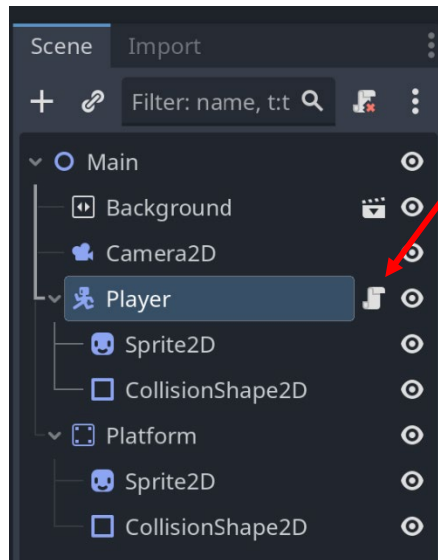 Scene Import
Filter: name, t:t
Main
Background
Camera2D
Player
Sprite2D
CollisionShape2D
Platform
Sprite2D
CollisionShape2D